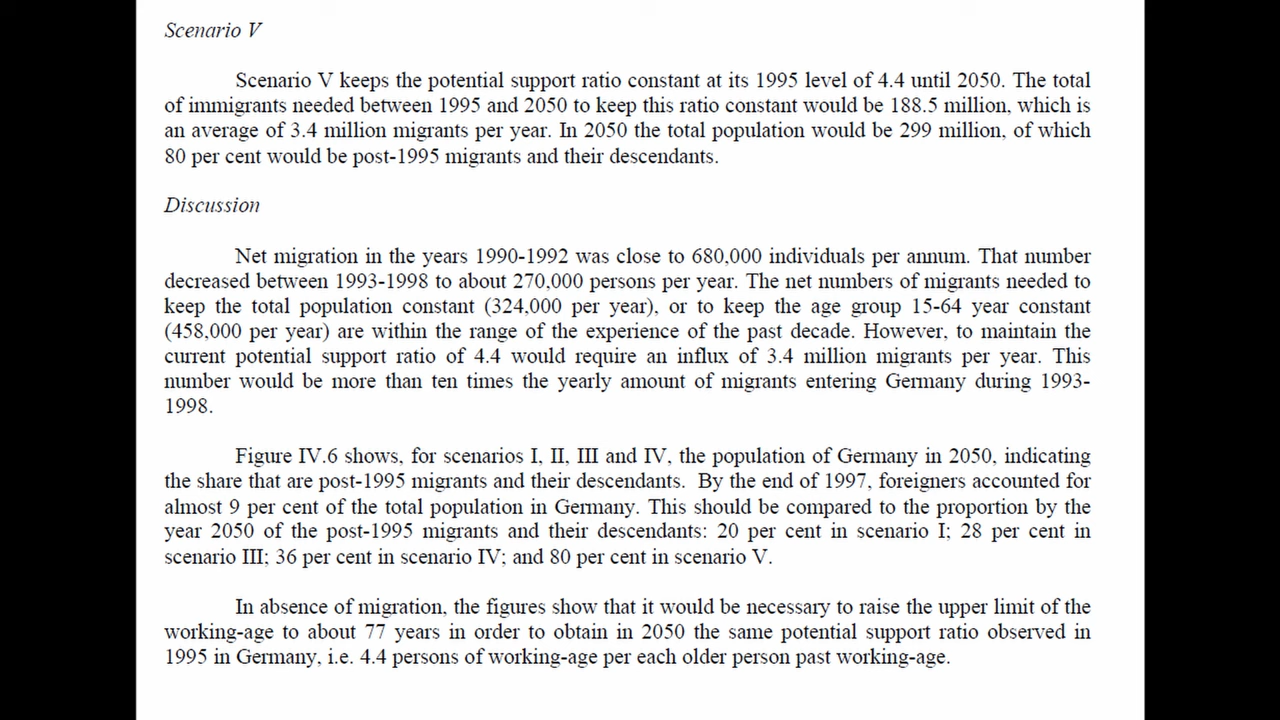 Scenario V
Scenario V keeps the potential support ratio constant at its 1995 level of 4.4 until 2050. The total
of immigrants needed between 1995 and 2050 to keep this ratio constant would be 188.5 million, which is
an average of 3.4 million migrants per year. In 2050 the total population would be 299 million, of which
80 per cent would be post-1995 migrants and their descendants.
Discussion
Net migration in the years 1990-1992 was close to 680,000 individuals per annum. That number
decreased between 1993-1998 to about 270,000 persons per year. The net numbers of migrants needed to
keep the total population constant (324,000 per year), or to keep the age group 15-64 year constant
(458,000 per year) are within the range of the experience of the past decade. However, to maintain the
current potential support ratio of 4.4 would require an influx of 3.4 million migrants per year. This
number would be more than ten times the yearly amount of migrants entering Germany during 1993-
1998.
Figure IV.6 shows, for scenarios I, II, III and IV, the population of Germany in 2050, indicating
the share that are post-1995 migrants and their descendants.  By the end of 1997, foreigners accounted for
almost 9 per cent of the total population in Germany. This should be compared to the proportion by the
year 2050 of the post-1995 migrants and their descendants: 20 per cent in scenario I; 28 per cent in
scenario III; 36 per cent in scenario IV; and 80 per cent in scenario V.
In absence of migration, the figures show that it would be necessary to raise the upper limit of the
working-age to about 77 years in order to obtain in 2050 the same potential support ratio observed in
1995 in Germany, i.e. 4.4 persons of working-age per each older person past working-age.